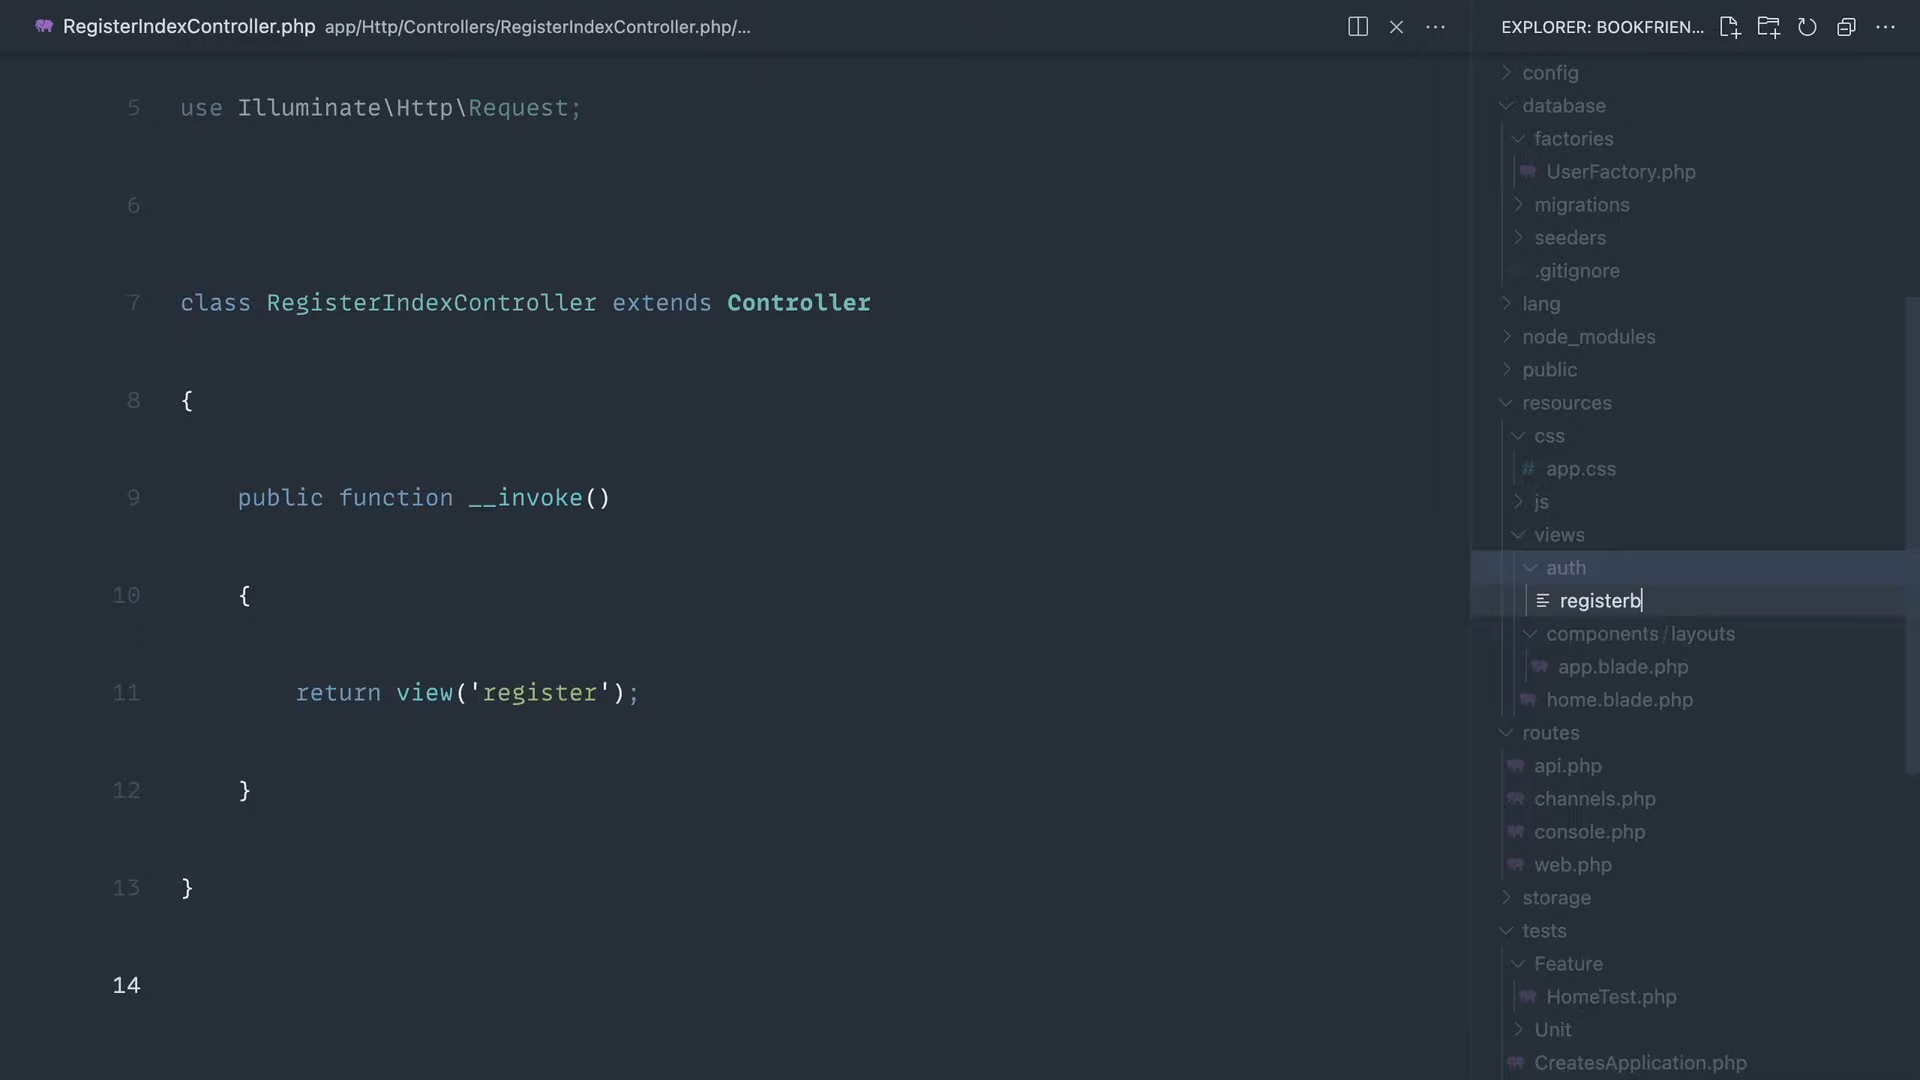 RegisterIndexController.php app/Http/Controllers/RegisterIndexController.php/...
5 use Illuminate\Http\Request;
6
7 class RegisterIndexController extends Controller
8 {
9 public function __invoke()
10 {
11 return view('register');
12 }
13 }
14
EXPLORER: BOOKFRIEN...
config
database
factories
UserFactory.php
migrations
seeders
.gitignore
lang
node_modules
public
resources
css
# app.css
js
views
auth
registerb
components/layouts
app.blade.php
home.blade.php
routes
api.php
channels.php
console.php
web.php
storage
tests
Feature
HomeTest.php
Unit
CreatesApplication.php